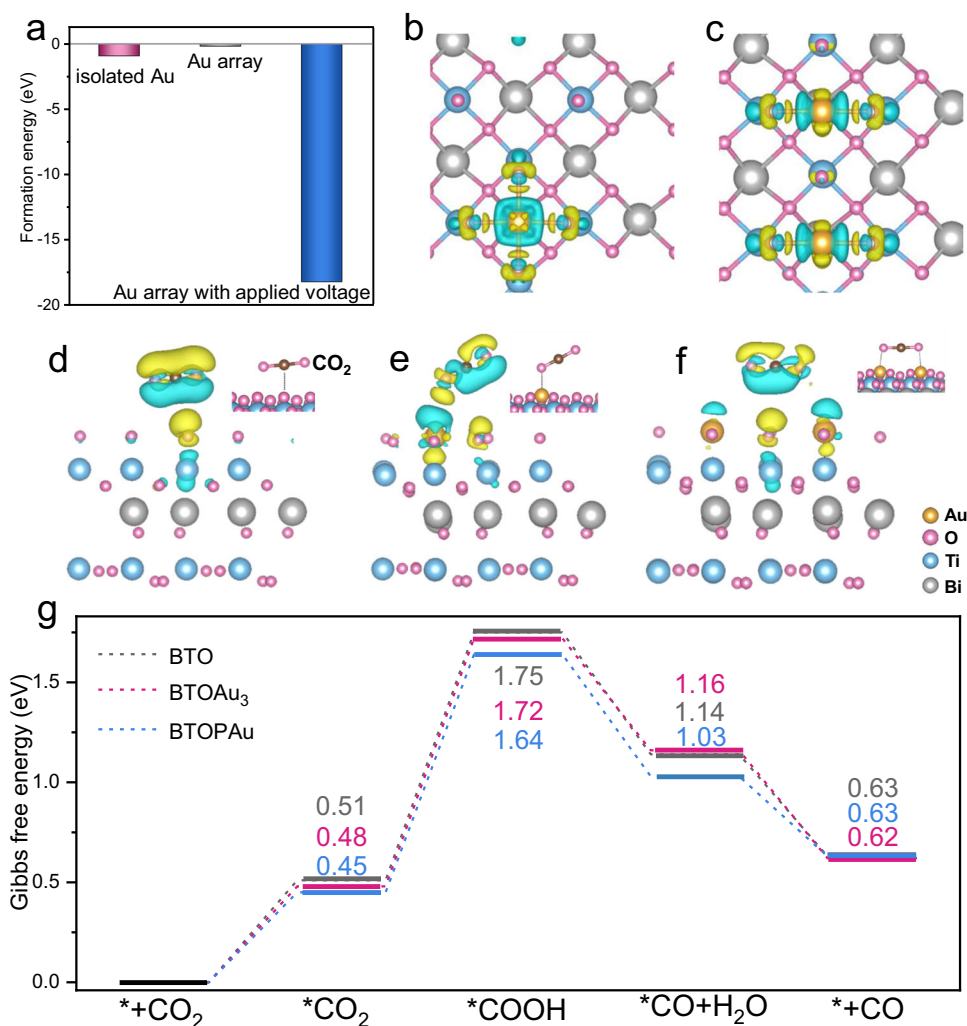 a
Formation energy (eV)
0
-5
-10
-15
-20
isolated Au
Au array
Au array with applied voltage
b
c
d
CO₂
e
f
Au
O
Ti
Bi
g
Gibbs free energy (eV)
1.5
1.0
0.5
0.0
BTO
BTOAu₃
BTOPAu
0.51
0.48
0.45
1.75
1.72
1.64
1.16
1.14
1.03
0.63
0.63
0.62
*+CO₂
*CO₂
*COOH
*CO+H₂O
*+CO